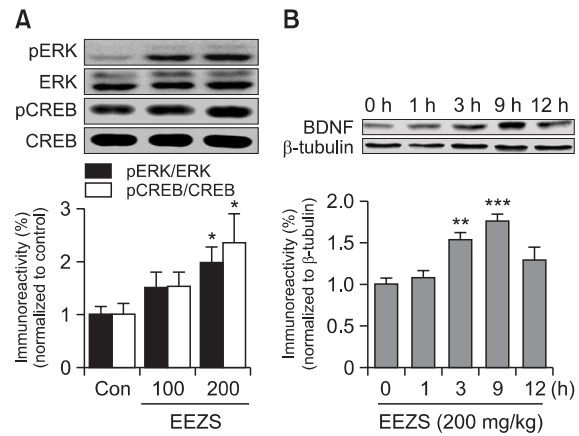 A
pERK
ERK
pCREB
CREB
pERK/ERK
pCREB/CREB
Immunoreactivity (%)
(normalized to control)
3
2
1
0
*
*
Con 100 200
EEZS
B
0 h 1 h 3 h 9 h 12 h
BDNF
β-tubulin
Immunoreactivity (%)
(normalized to β-tubulin)
2.0
1.5
1.0
0.5
0
**
***
0 1 3 9 12 (h)
EEZS (200 mg/kg)